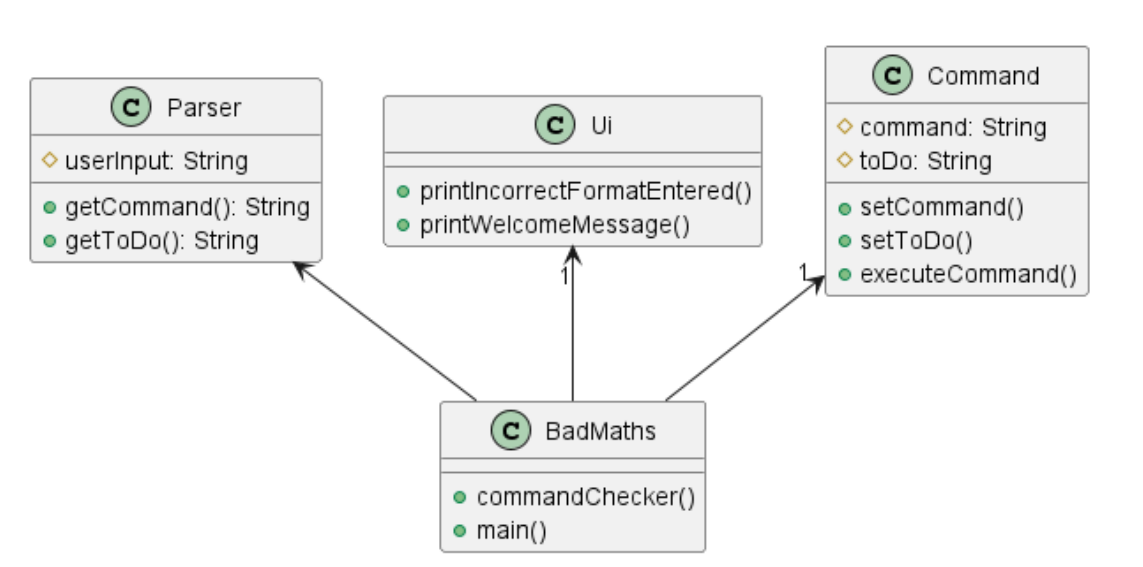 C Parser
userInput: String
getCommand(): String
getToDo(): String
C Ui
printIncorrectFormatEntered()
printWelcomeMessage()
C Command
command: String
toDo: String
setCommand()
setToDo()
executeCommand()
1
1
C BadMaths
commandChecker()
main()